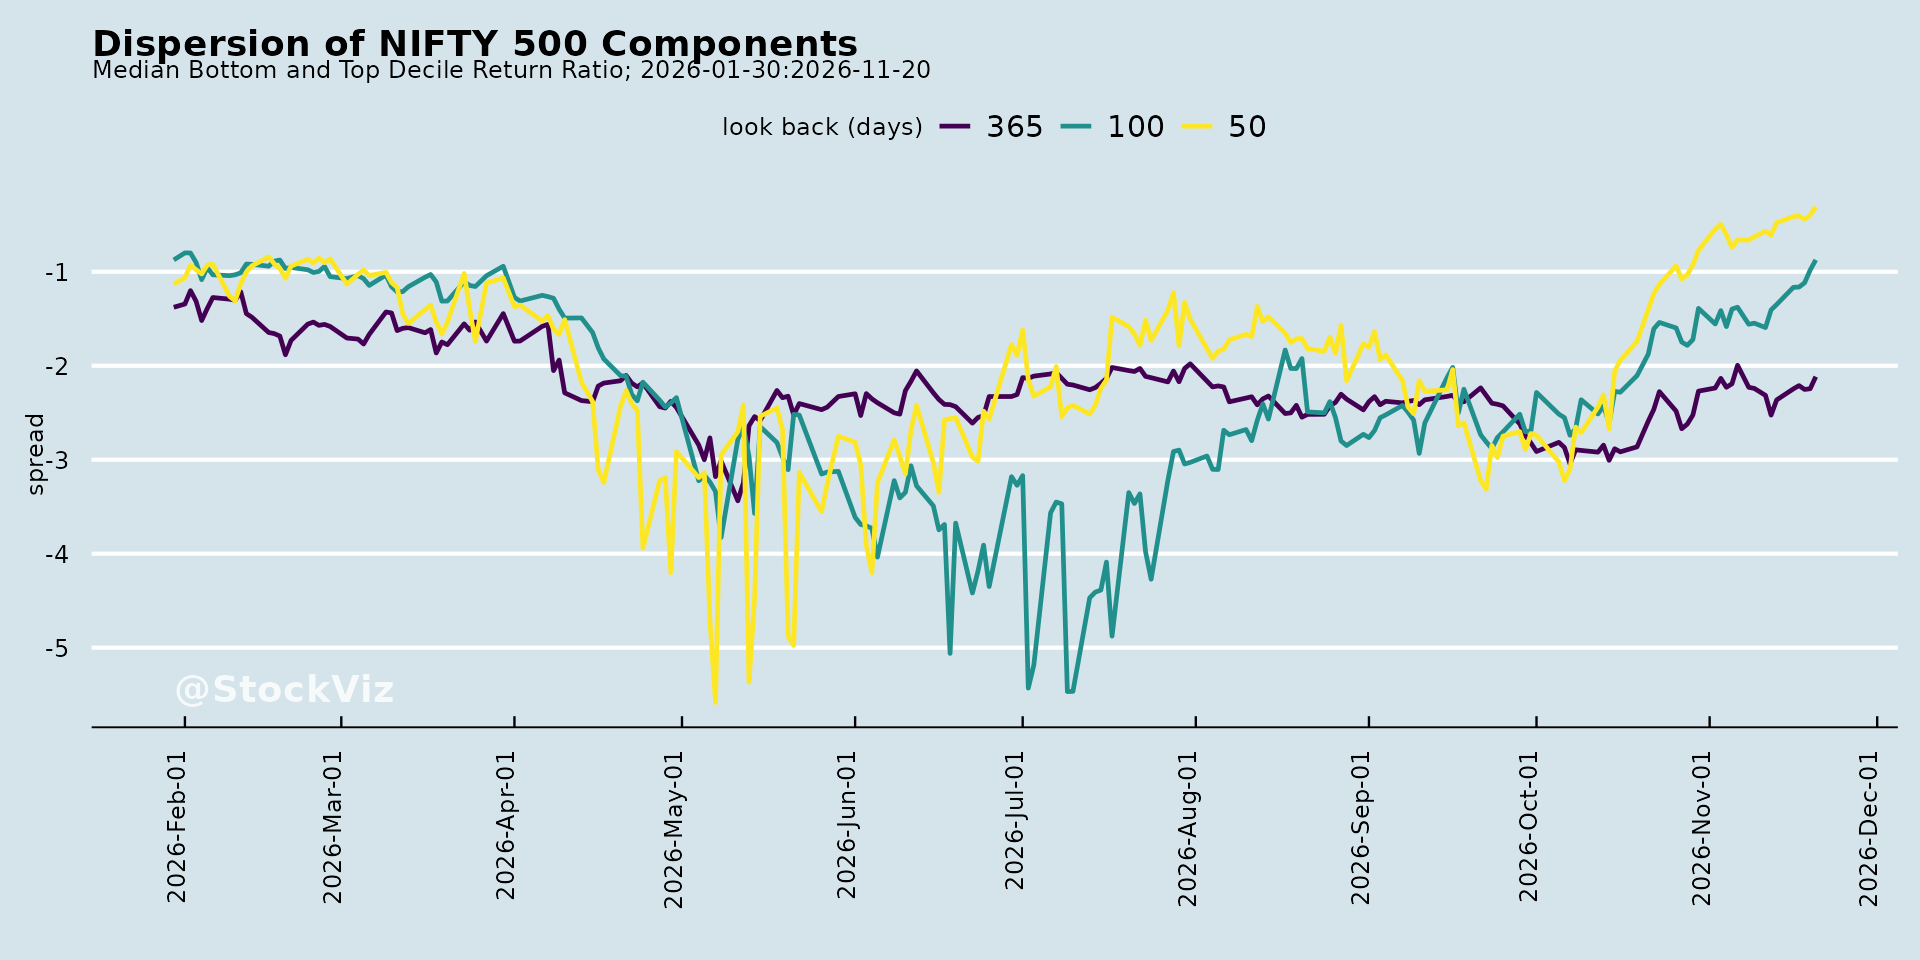 Dispersion of NIFTY 500 Components
Median Bottom and Top Decile Return Ratio; 2026-01-30:2026-11-20
look back (days) 365 100 50
spread
-1
-2
-3
-4
-5
@StockViz
2026-Feb-01
2026-Mar-01
2026-Apr-01
2026-May-01
2026-Jun-01
2026-Jul-01
2026-Aug-01
2026-Sep-01
2026-Oct-01
2026-Nov-01
2026-Dec-01